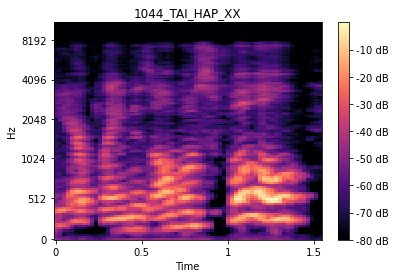 1044_TAI_HAP_XX
Hz
8192
4096
2048
1024
512
0
0
0.5
1
1.5
Time
-10 dB
-20 dB
-30 dB
-40 dB
-50 dB
-60 dB
-70 dB
-80 dB